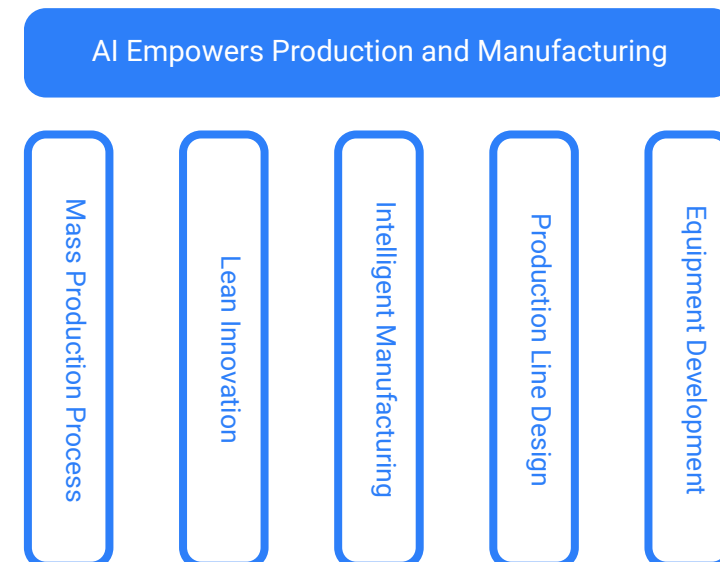 AI Empowers Production and Manufacturing
Mass Production Process
Lean Innovation
Intelligent Manufacturing
Production Line Design
Equipment Development